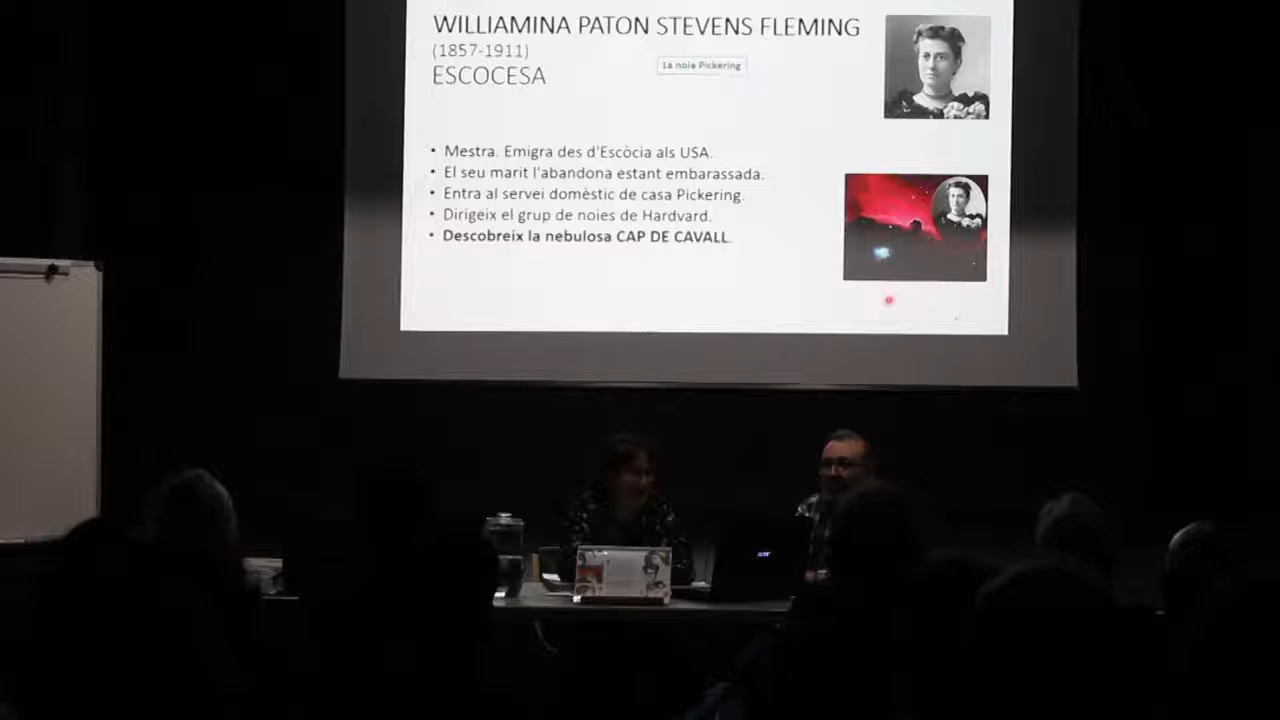 WILLIAMINA PATON STEVENS FLEMING
(1857-1911)
1a noia Pickering
ESCOCESA
• Mestra. Emigra des d'Escòcia als USA.
• El seu marit l'abandona estant embarassada.
• Entra al servei domèstic de casa Pickering.
• Dirigeix el grup de noies de Hardvard.
• Descobreix la nebulosa CAP DE CAVALL.
acer